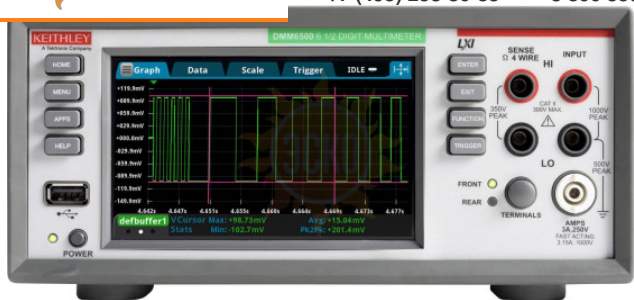 KEITHLEY
A Tektronix Company
DMM6500 6 1/2 DIGIT MULTIMETER
LXI
HOME
MENU
APPS
HELP
POWER
Graph Data Scale Trigger IDLE
+119.9mV
+089.9mV
+059.9mV
+029.9mV
+000.0mV
-029.9mV
-059.9mV
-089.9mV
-119.9mV
-149.9mV
4.642s 4.647s 4.651s 4.655s 4.660s 4.664s 4.669s 4.673s 4.677s
defbuffer1 VCursor Max: +98.73mV Avg: +15.04mV
Stats Min: -102.7mV Pk2Pk: +201.4mV
ENTER
EXIT
FUNCTION
TRIGGER
SENSE
Ω 4 WIRE
INPUT
HI
350V
PEAK
CAT II
300V MAX
1000V
PEAK
LO
500V
PEAK
FRONT
REAR
TERMINALS
AMPS
3A,250V
FAST ACTING
3.15A, 1000V